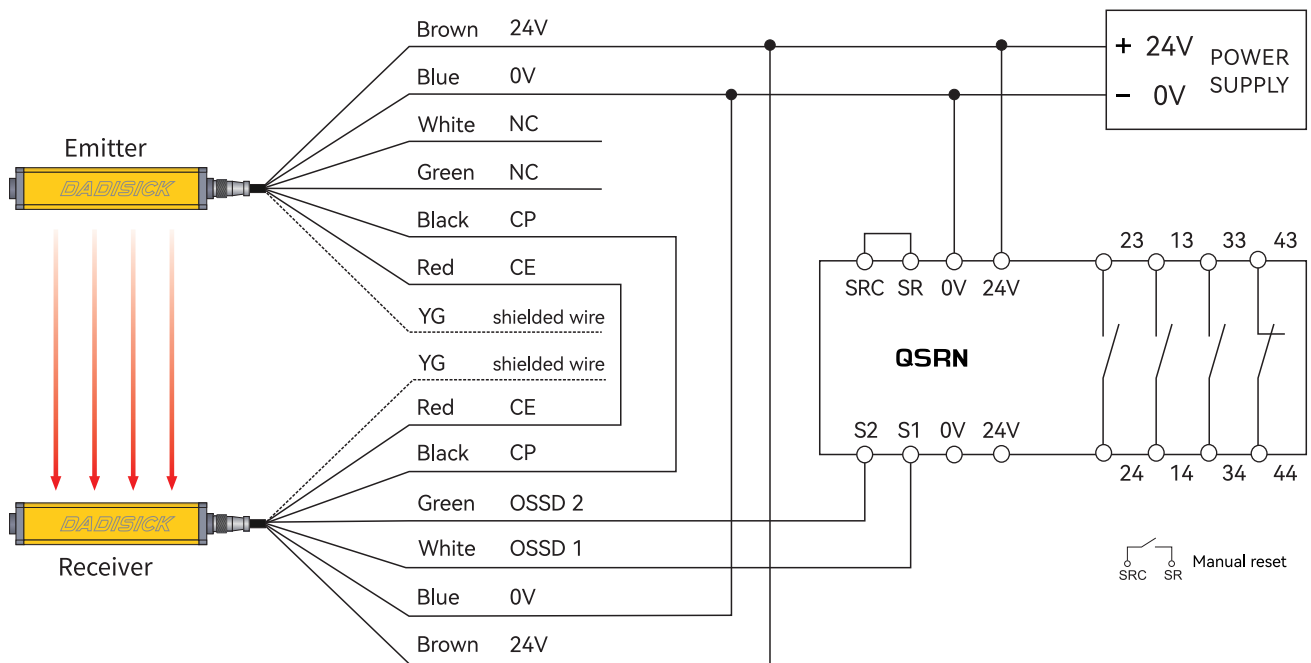 Brown 24V
Blue 0V
White NC
Green NC
Black CP
Red CE
YG shielded wire
YG shielded wire
Red CE
Black CP
Green OSSD 2
White OSSD 1
Blue 0V
Brown 24V
Emitter
DADISICK
DADISICK
Receiver
+ 24V
- 0V
POWER
SUPPLY
23 13 33 43
SRC SR 0V 24V
QSRN
S2 S1 0V 24V
24 14 34 44
SRC SR
Manual reset